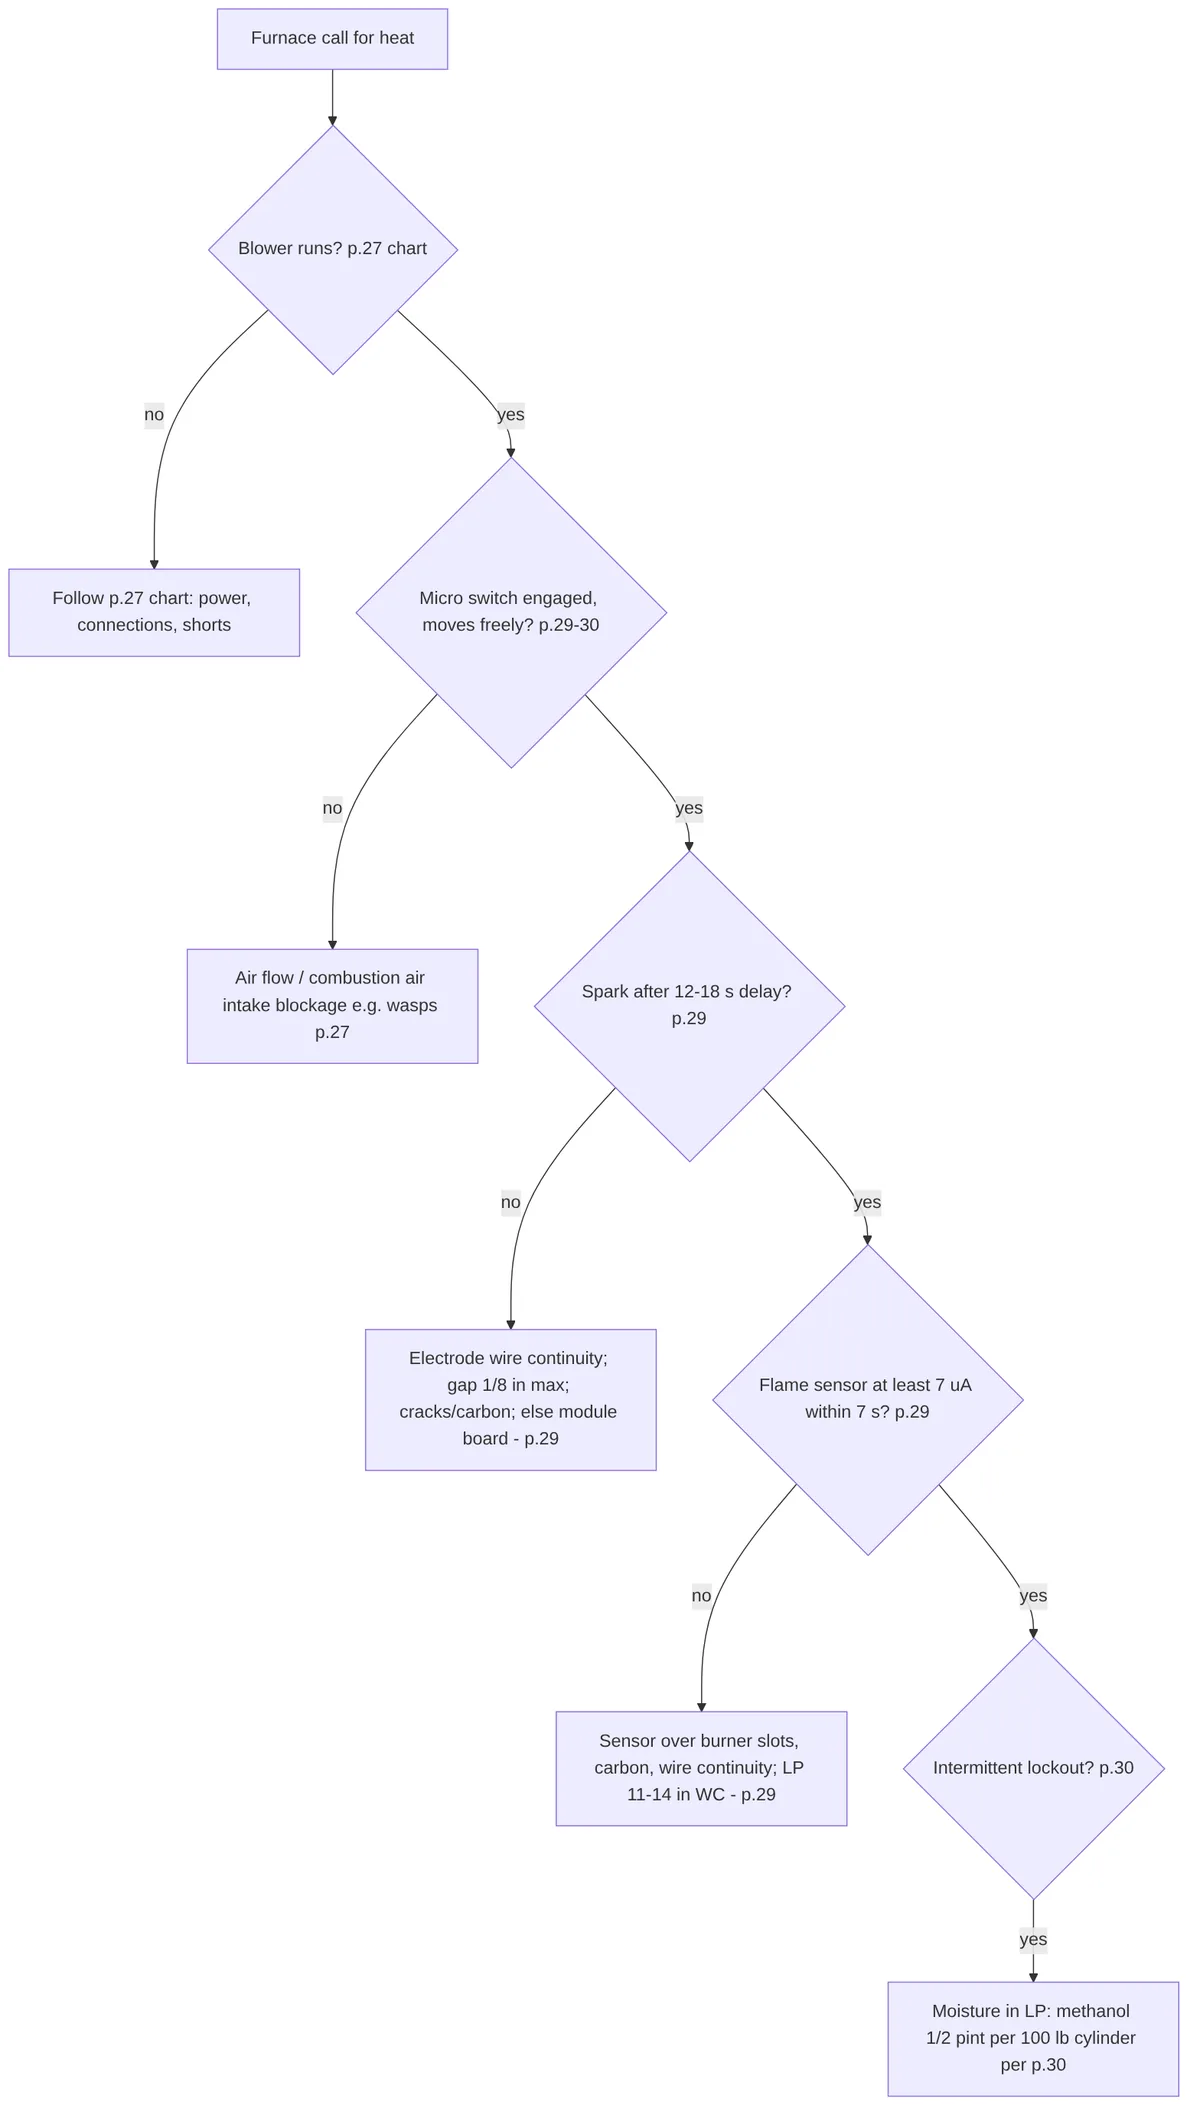 Furnace call for heat
Blower runs? p.27 chart
no
yes
Follow p.27 chart: power,
connections, shorts
Micro switch engaged,
moves freely? p.29-30
no
yes
Air flow / combustion air
intake blockage e.g. wasps
p.27
Spark after 12-18 s delay?
p.29
no
yes
Electrode wire continuity;
gap 1/8 in max;
cracks/carbon; else module
board - p.29
Flame sensor at least 7 uA
within 7 s? p.29
no
yes
Sensor over burner slots,
carbon, wire continuity; LP
11-14 in WC - p.29
Intermittent lockout? p.30
yes
Moisture in LP: methanol
1/2 pint per 100 lb cylinder
per p.30